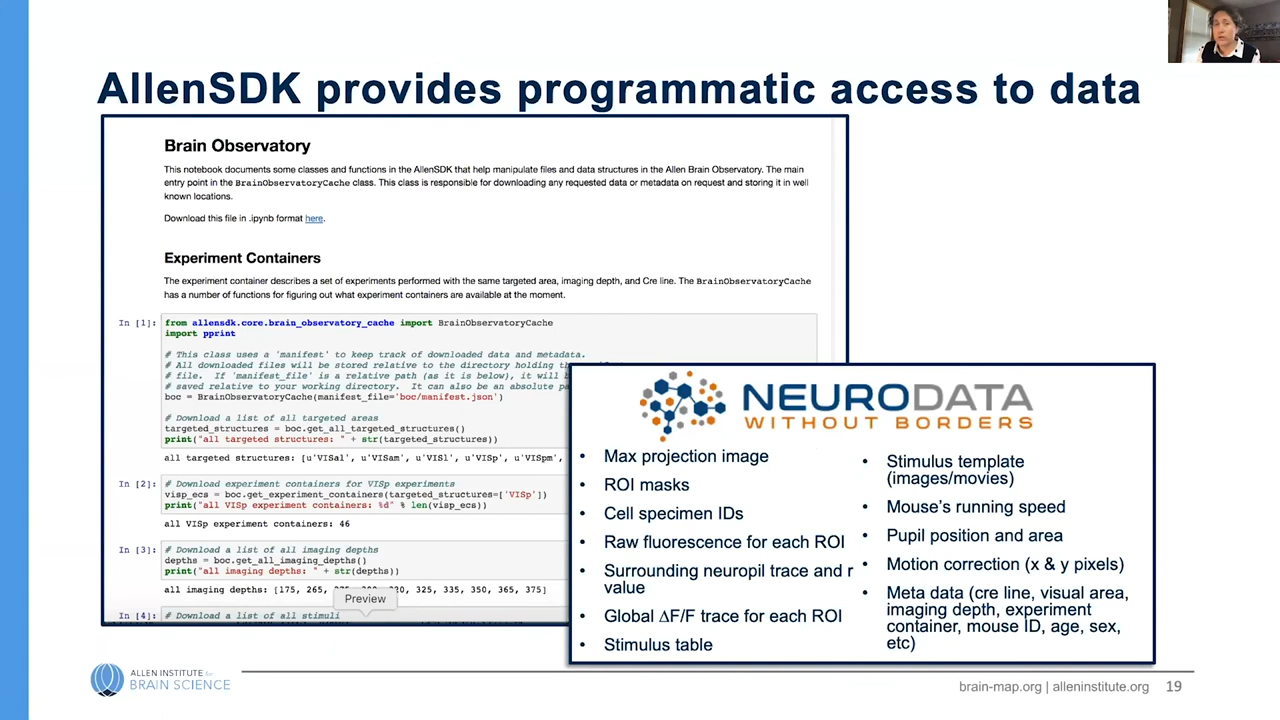 AllenSDK provides programmatic access to data
Brain Observatory
This notebook documents some classes and functions in the AllenSDK that help manipulate files and data structures in the Allen Brain Observatory. The main
entry point in the BrainObservatoryCache class. This class is responsible for downloading any requested data or metadata on request and storing it in well
known locations.
Download this file in .ipynb format here.
Experiment Containers
The experiment container describes a set of experiments performed with the same targeted area, imaging depth, and Cre line. The BrainObservatoryCache
has a number of functions for figuring out what experiment containers are available at the moment.
In [1]: from allensdk.core.brain_observatory_cache import BrainObservatoryCache
import pprint
# This class uses a 'manifest' to keep track of downloaded data and metadata.
# All downloaded files will be stored relative to the directory holding the
# file. If 'manifest_file' is a relative path (as it is below), it will
# saved relative to your working directory. It can also be an absolute
boc = BrainObservatoryCache(manifest_file='boc/manifest.json')
# Download a list of all targeted areas
targeted_structures = boc.get_all_targeted_structures()
print("all targeted structures: " + str(targeted_structures))
all targeted structures: [u'VISal', u'VISam', u'VISl', u'VISp', u'VISpm',
In [2]: # Download experiment containers for VISp experiments
visp_ecs = boc.get_experiment_containers(targeted_structures=['VISp'])
print("all VISp experiment containers: %d" % len(visp_ecs))
all VISp experiment containers: 46
In [3]: # Download a list of all imaging depths
depths = boc.get_all_imaging_depths()
print("all imaging depths: " + str(depths))
all imaging depths: [175, 265, 325, 335, 350, 365, 375]
Preview
In [4]: # Download a list of all stimuli
NEURODATA
WITHOUT BORDERS
• Max projection image
• ROI masks
• Cell specimen IDs
• Raw fluorescence for each ROI
• Surrounding neuropil trace and r
value
• Global ΔF/F trace for each ROI
• Stimulus table
• Stimulus template
(images/movies)
• Mouse's running speed
• Pupil position and area
• Motion correction (x & y pixels)
• Meta data (cre line, visual area,
imaging depth, experiment
container, mouse ID, age, sex,
etc)
ALLEN INSTITUTE for
BRAIN SCIENCE
brain-map.org | alleninstitute.org 19